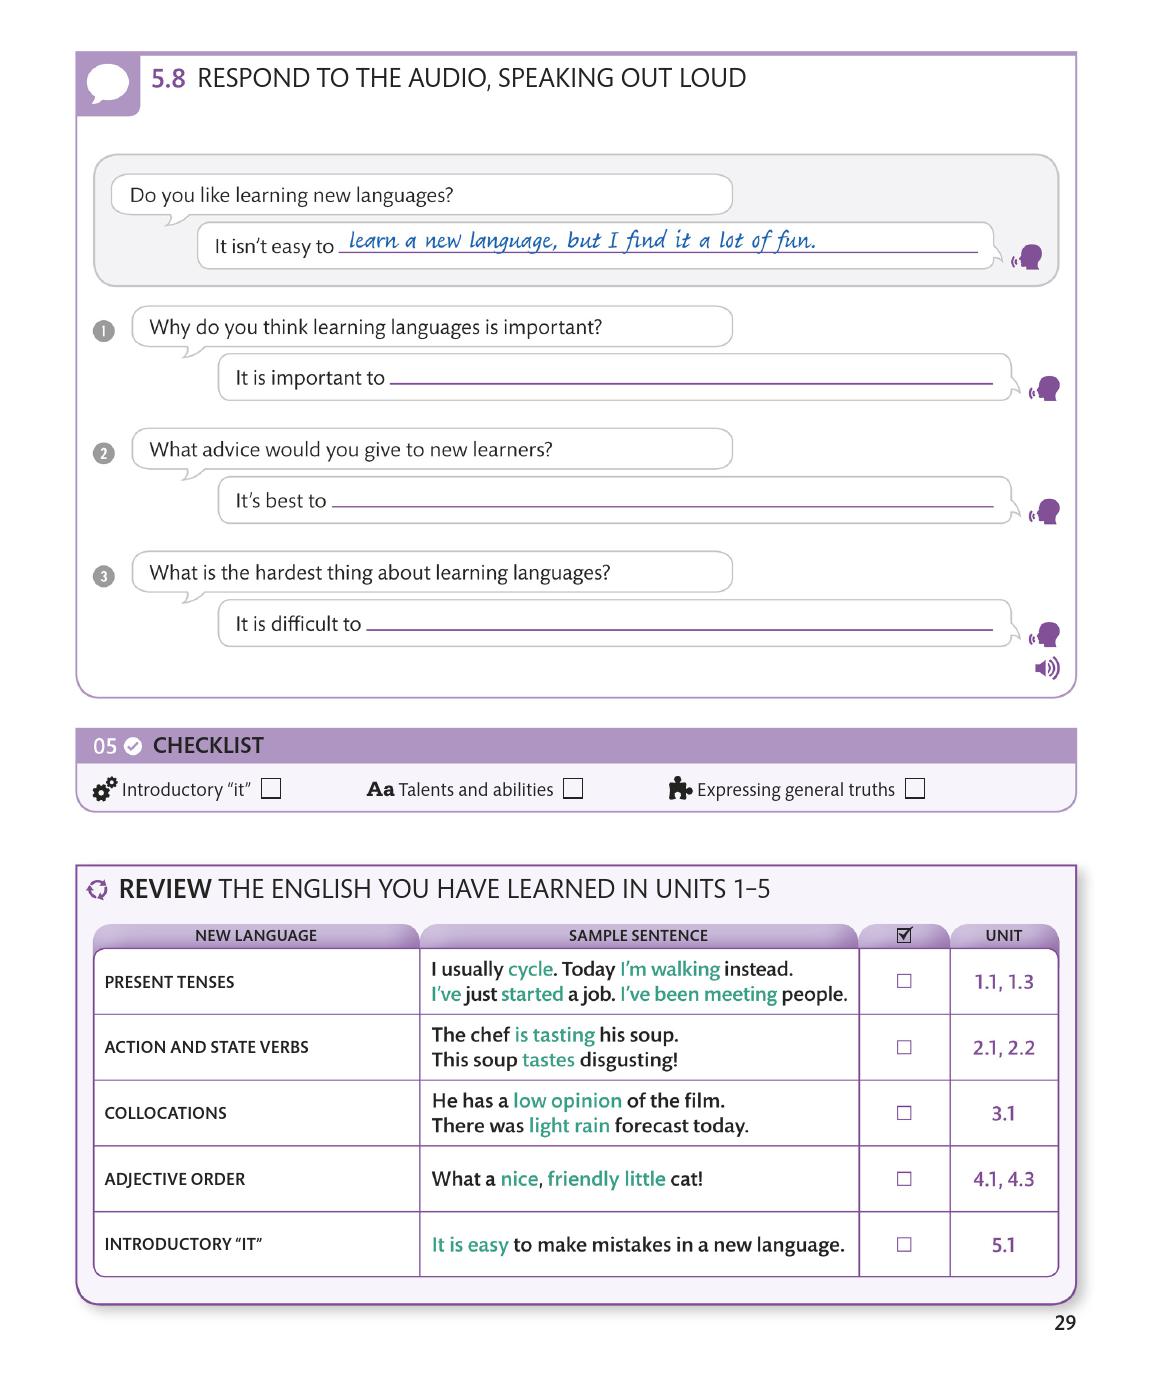 5.8 RESPOND TO THE AUDIO, SPEAKING OUT LOUD
Do you like learning new languages?
It isn't easy to learn a new language, but I find it a lot of fun.
1 Why do you think learning languages is important?
It is important to
2 What advice would you give to new learners?
It's best to
3 What is the hardest thing about learning languages?
It is difficult to
05 CHECKLIST
Introductory “it” Aa Talents and abilities Expressing general truths
REVIEW THE ENGLISH YOU HAVE LEARNED IN UNITS 1–5
NEW LANGUAGE SAMPLE SENTENCE UNIT
PRESENT TENSES
I usually cycle. Today I'm walking instead.
I've just started a job. I've been meeting people.
1.1, 1.3
ACTION AND STATE VERBS
The chef is tasting his soup.
This soup tastes disgusting!
2.1, 2.2
COLLOCATIONS
He has a low opinion of the film.
There was light rain forecast today.
3.1
ADJECTIVE ORDER
What a nice, friendly little cat!
4.1, 4.3
INTRODUCTORY “IT”
It is easy to make mistakes in a new language.
5.1
29